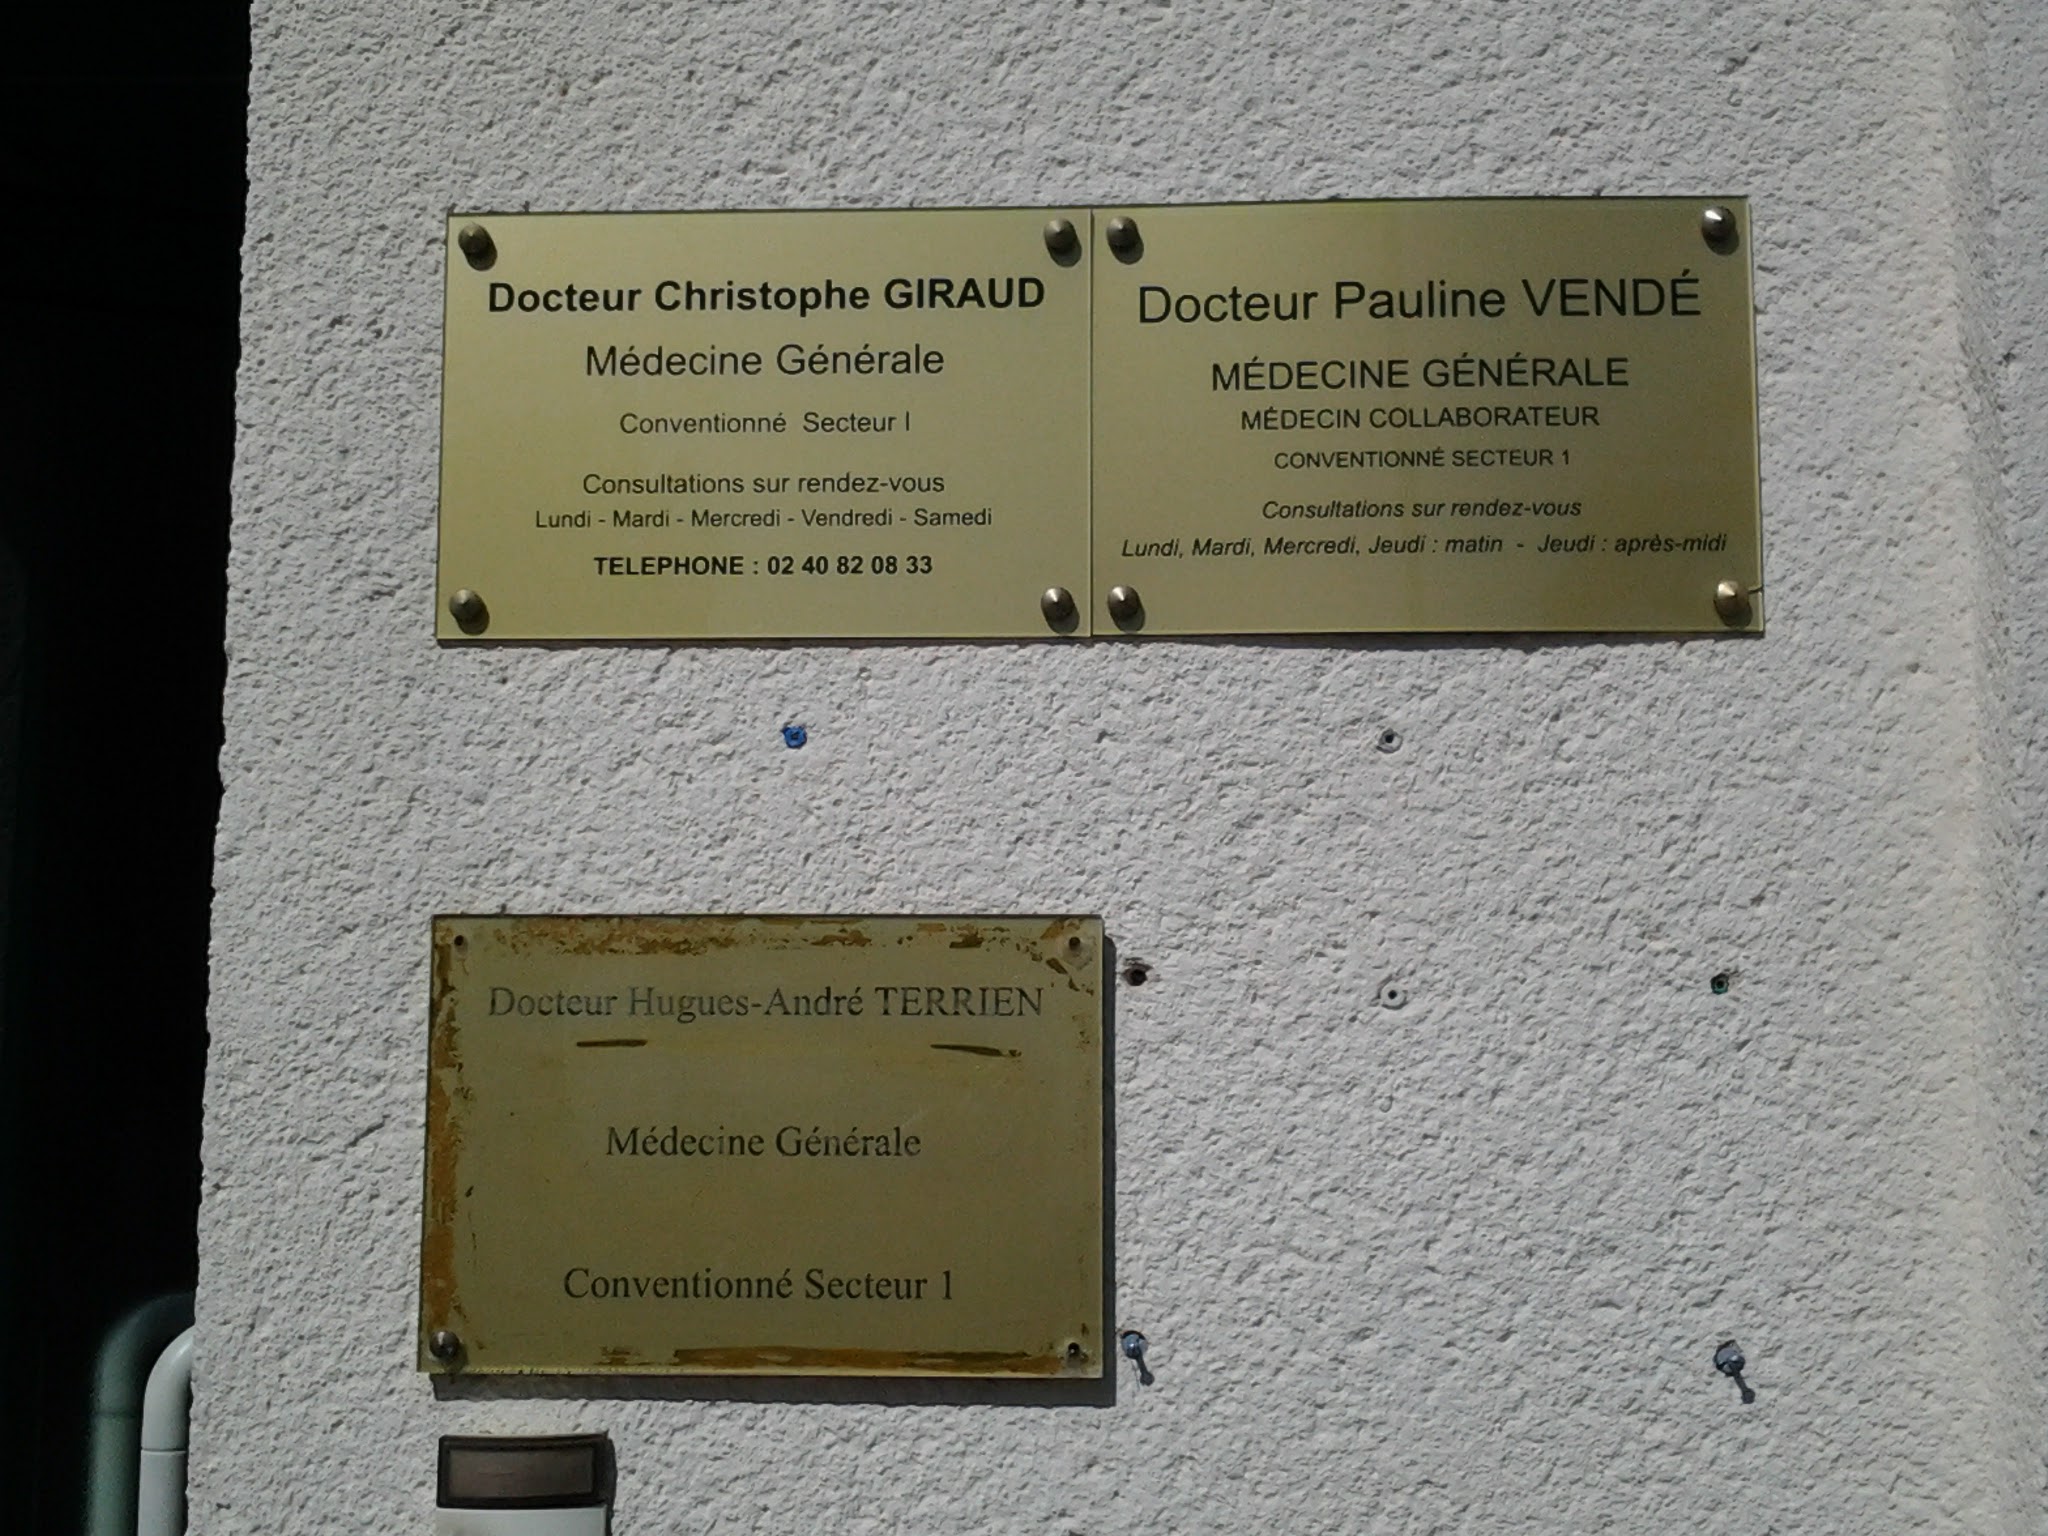 Docteur Christophe GIRAUD
Médecine Générale
Conventionné Secteur I
Consultations sur rendez-vous
Lundi - Mardi - Mercredi - Vendredi - Samedi
TELEPHONE : 02 40 82 08 33
Docteur Pauline VENDÉ
MÉDECINE GÉNÉRALE
MÉDECIN COLLABORATEUR
CONVENTIONNÉ SECTEUR 1
Consultations sur rendez-vous
Lundi, Mardi, Mercredi, Jeudi : matin - Jeudi : après-midi
Docteur Hugues-André TERRIEN
Médecine Générale
Conventionné Secteur 1